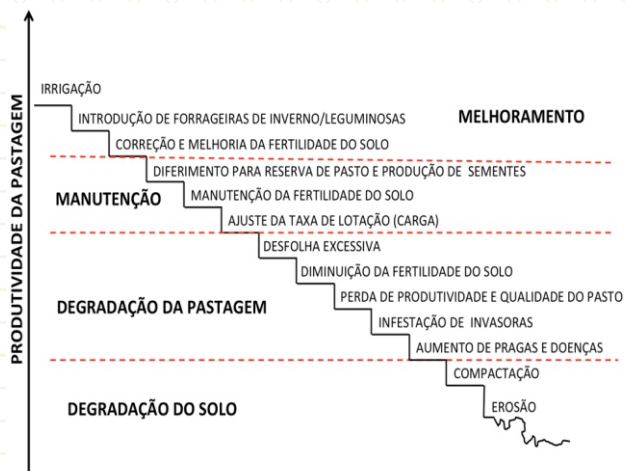 IRRIGAÇÃO
INTRODUÇÃO DE FORRAGEIRAS DE INVERNO/LEGUMINOSAS
MELHORAMENTO
CORREÇÃO E MELHORIA DA FERTILIDADE DO SOLO
DIFERIMENTO PARA RESERVA DE PASTO E PRODUÇÃO DE SEMENTES
MANUTENÇÃO
MANUTENÇÃO DA FERTILIDADE DO SOLO
AJUSTE DA TAXA DE LOTAÇÃO (CARGA)
DESFOLHA EXCESSIVA
DIMINUIÇÃO DA FERTILIDADE DO SOLO
PERDA DE PRODUTIVIDADE E QUALIDADE DO PASTO
DEGRADAÇÃO DA PASTAGEM
INFESTAÇÃO DE INVASORAS
AUMENTO DE PRAGAS E DOENÇAS
COMPACTAÇÃO
DEGRADAÇÃO DO SOLO
EROSÃO
PRODUTIVIDADE DA PASTAGEM